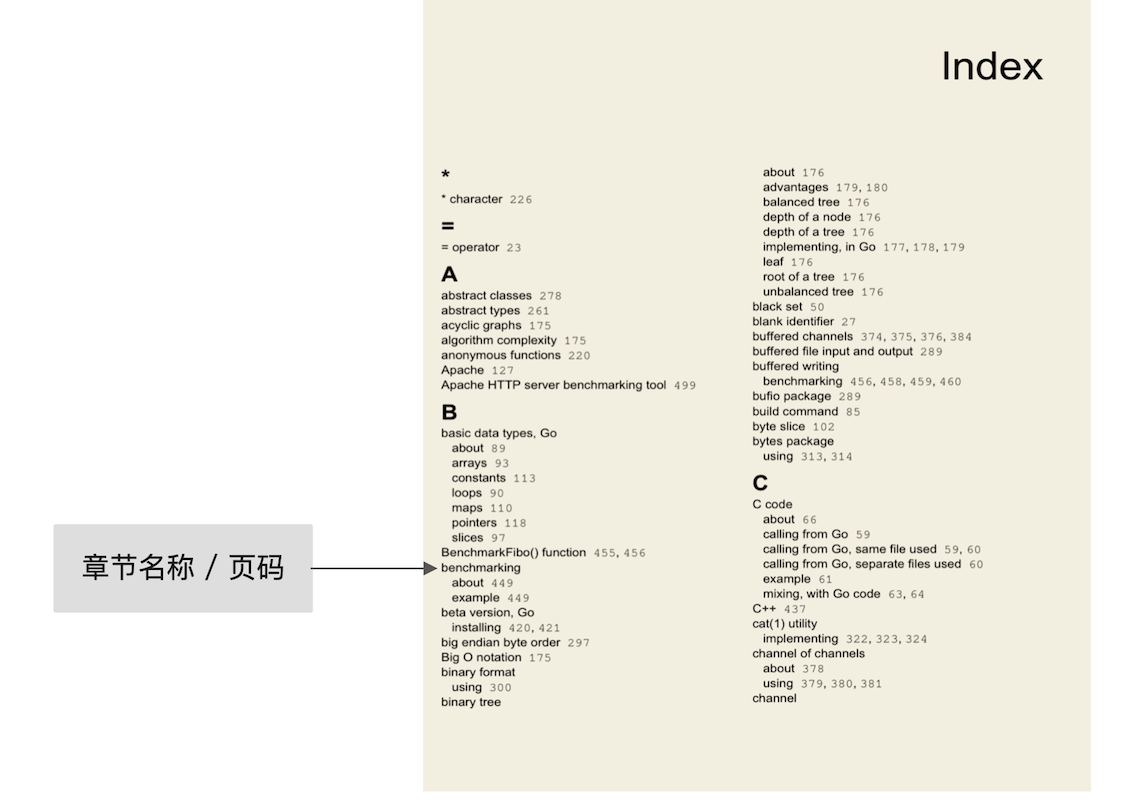 Index
*
* character 226
=
= operator 23
A
abstract classes 278
abstract types 261
acyclic graphs 175
algorithm complexity 175
anonymous functions 220
Apache 127
Apache HTTP server benchmarking tool 499
B
basic data types, Go
about 89
arrays 93
constants 113
loops 90
maps 110
pointers 118
slices 97
BenchmarkFibo() function 455, 456
章节名称 / 页码
benchmarking
about 449
example 449
beta version, Go
installing 420, 421
big endian byte order 297
Big O notation 175
binary format
using 300
binary tree
about 176
advantages 179, 180
balanced tree 176
depth of a node 176
depth of a tree 176
implementing, in Go 177, 178, 179
leaf 176
root of a tree 176
unbalanced tree 176
black set 50
blank identifier 27
buffered channels 374, 375, 376, 384
buffered file input and output 289
buffered writing
benchmarking 456, 458, 459, 460
bufio package 289
build command 85
byte slice 102
bytes package
using 313, 314
C
C code
about 66
calling from Go 59
calling from Go, same file used 59, 60
calling from Go, separate files used 60
example 61
mixing, with Go code 63, 64
C++ 437
cat(1) utility
implementing 322, 323, 324
channel of channels
about 378
using 379, 380, 381
channel